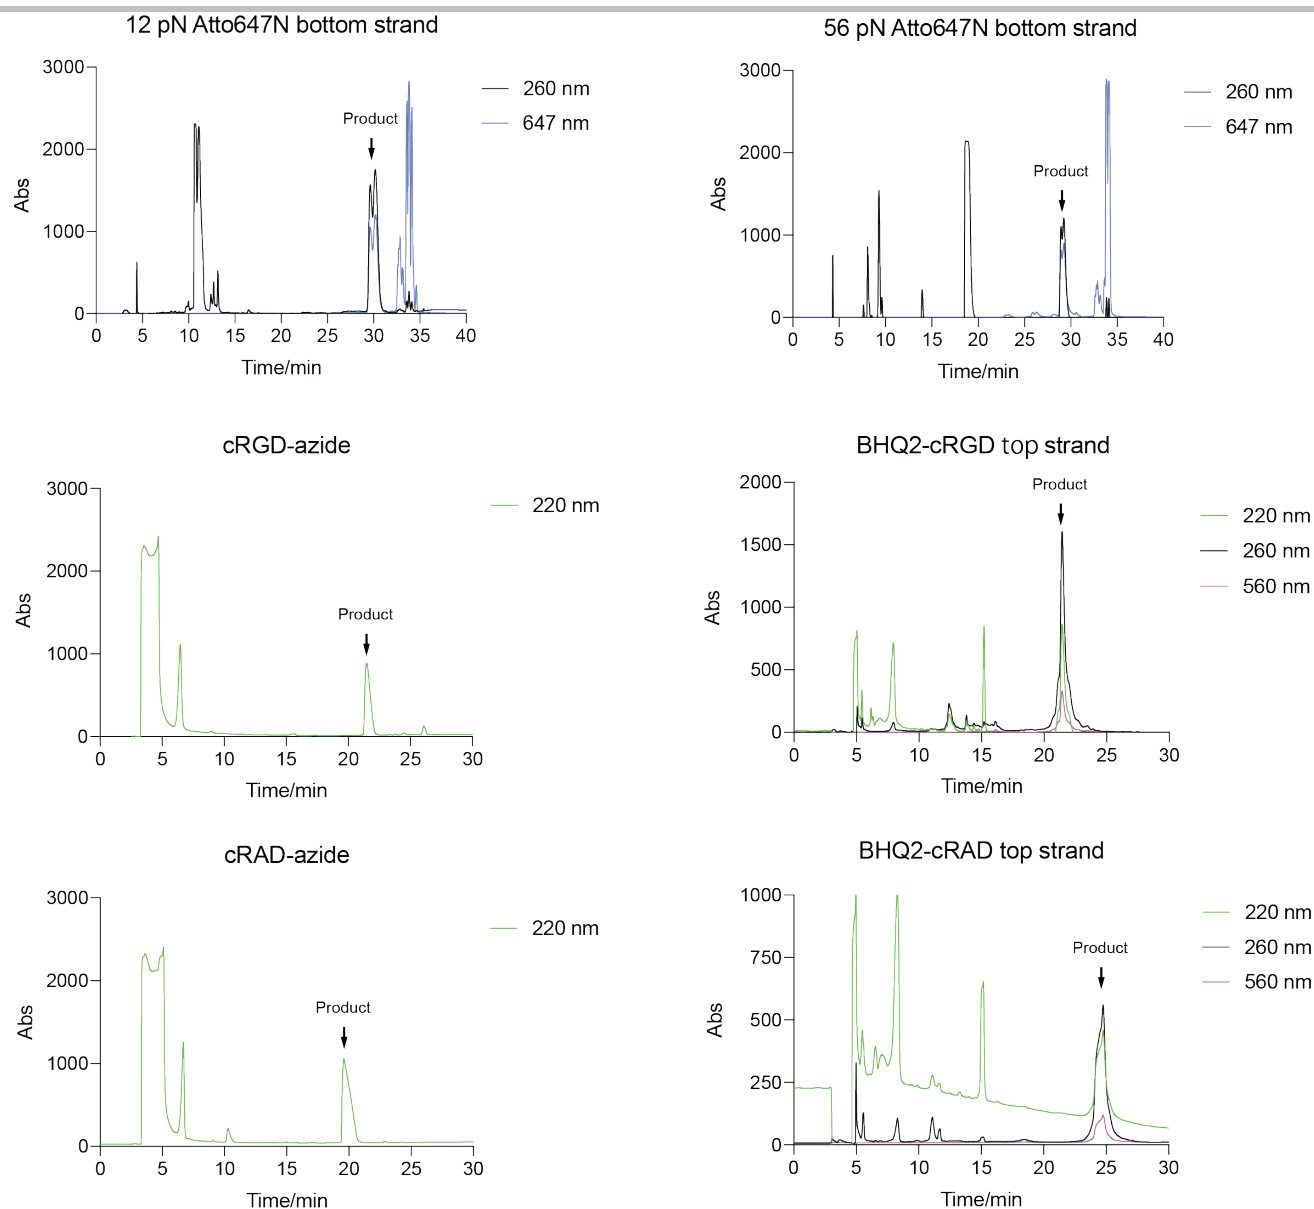 12 pN Atto647N bottom strand
3000
2000
1000
0
Abs
0 5 10 15 20 25 30 35 40
Time/min
Product
260 nm
647 nm
56 pN Atto647N bottom strand
3000
2000
1000
0
Abs
0 5 10 15 20 25 30 35 40
Time/min
Product
260 nm
647 nm
cRGD-azide
3000
2000
1000
0
Abs
0 5 10 15 20 25 30
Time/min
Product
220 nm
BHQ2-cRGD top strand
2000
1500
1000
500
0
Abs
0 5 10 15 20 25 30
Time/min
Product
220 nm
260 nm
560 nm
cRAD-azide
3000
2000
1000
0
Abs
0 5 10 15 20 25 30
Time/min
Product
220 nm
BHQ2-cRAD top strand
1000
750
500
250
0
Abs
0 5 10 15 20 25 30
Time/min
Product
220 nm
260 nm
560 nm